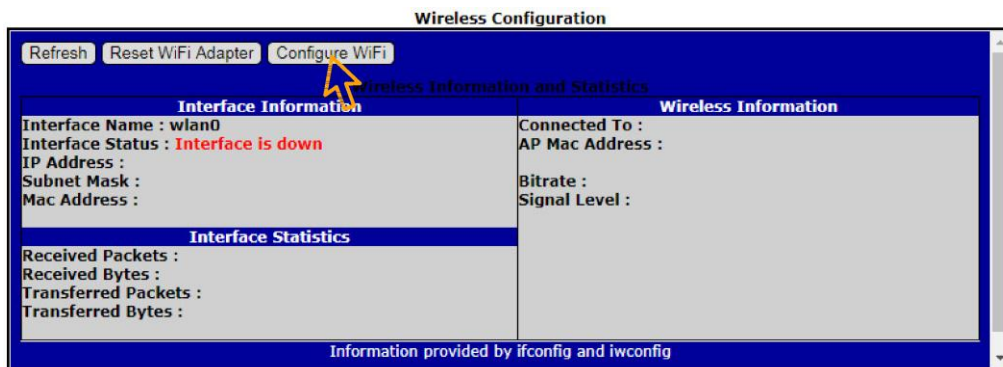 Wireless Configuration
Refresh Reset WiFi Adapter Configure WiFi
Wireless Information and Statistics
Interface Information
Interface Name : wlan0
Interface Status : Interface is down
IP Address :
Subnet Mask :
Mac Address :
Interface Statistics
Received Packets :
Received Bytes :
Transferred Packets :
Transferred Bytes :
Wireless Information
Connected To :
AP Mac Address :
Bitrate :
Signal Level :
Information provided by ifconfig and iwconfig